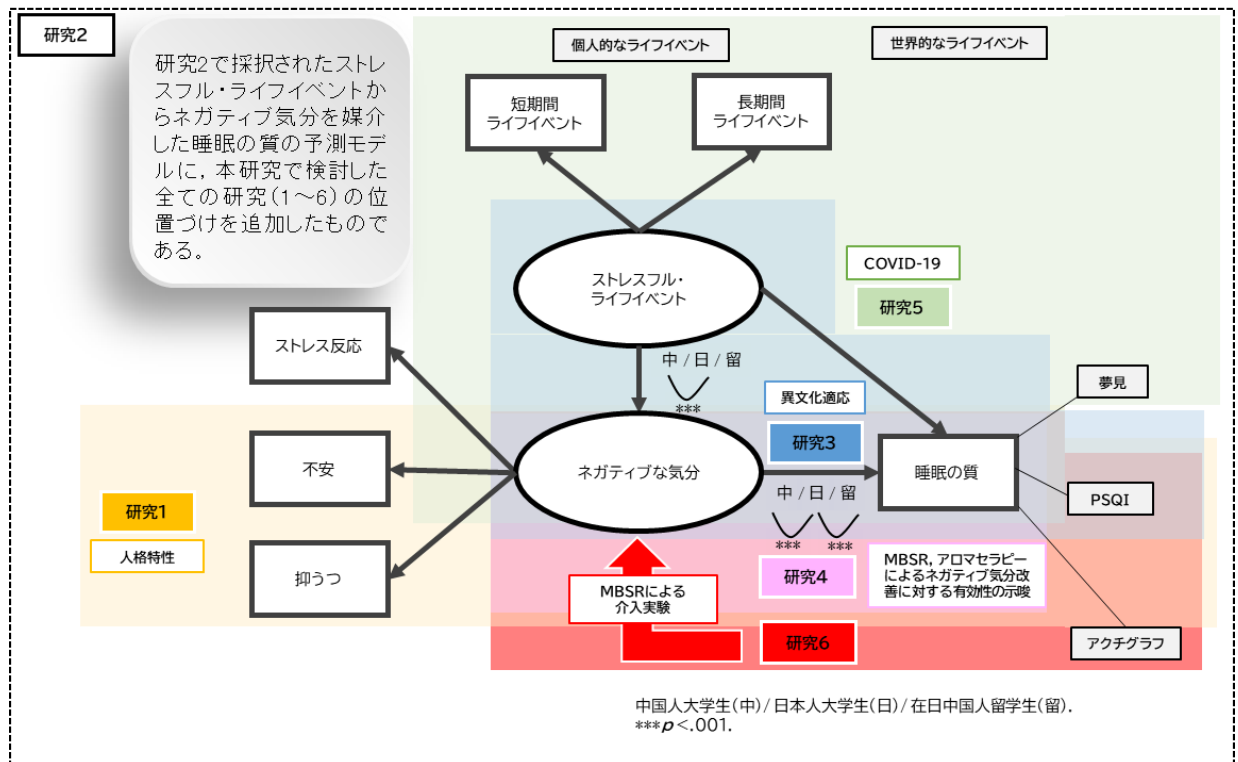 研究2
研究2で採択されたストレ
スフル・ライフイベントか
らネガティブ気分を媒介
した睡眠の質の予測モデ
ルに，本研究で検討した
全ての研究(1～6)の位
置づけを追加したもので
ある。
個人的なライフイベント
世界的なライフイベント
短期間
ライフイベント
長期間
ライフイベント
ストレスフル・
ライフイベント
COVID-19
研究5
ストレス反応
中 / 日 / 留
***
異文化適応
研究3
夢見
不安
ネガティブな気分
睡眠の質
PSQI
研究1
人格特性
中 / 日 / 留
*** ***
抑うつ
MBSRによる
介入実験
研究4
MBSR，アロマセラピー
によるネガティブ気分改
善に対する有効性の示唆
研究6
アクチグラフ
中国人大学生(中)/日本人大学生(日)/在日中国人留学生(留).
***p<.001.